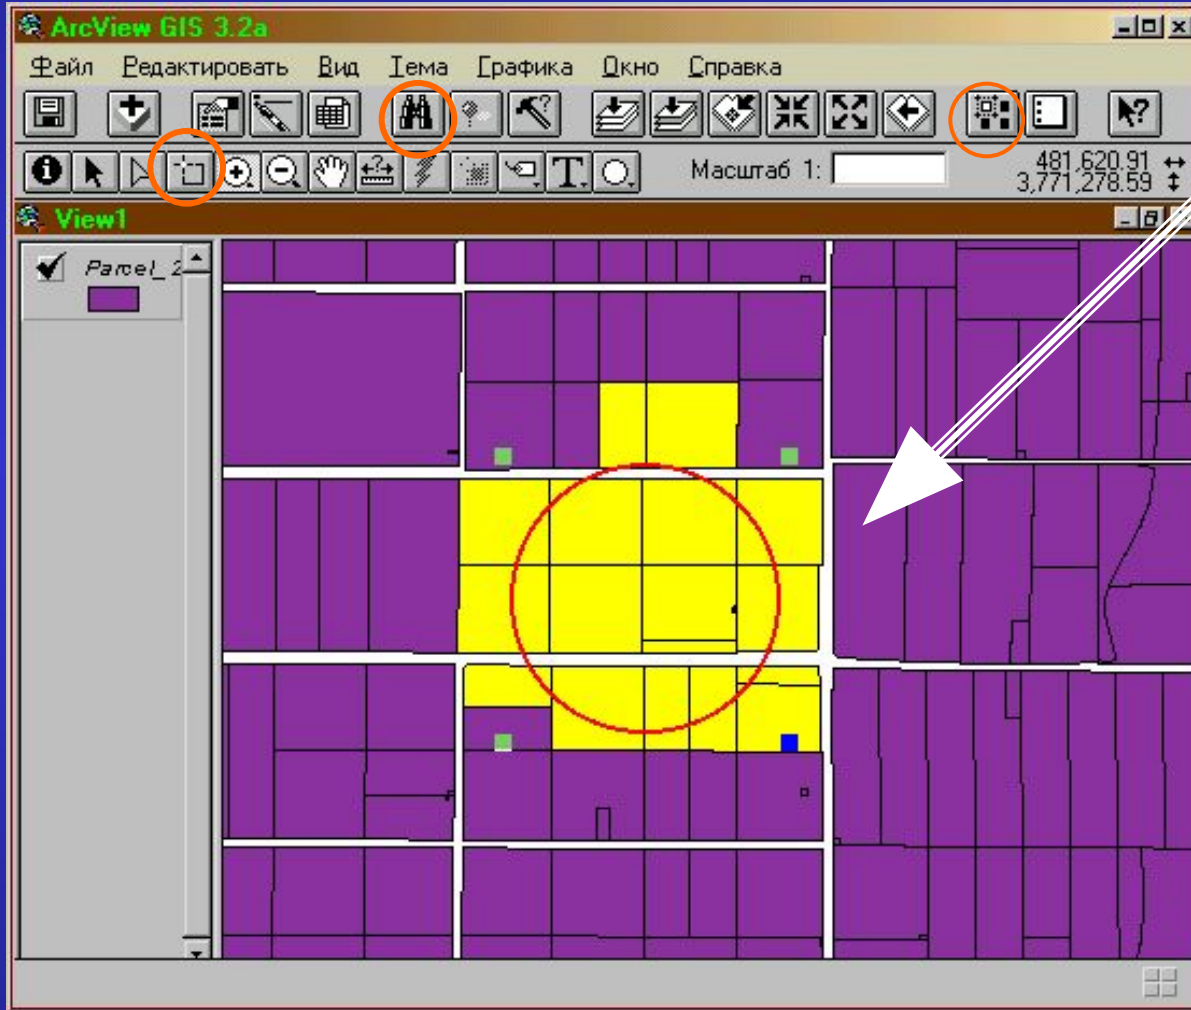 ArcView GIS 3.2a
Файл Редактировать Вид Тема Графика Окно Справка
Масштаб 1:
481,620.91
3,771,278.59
View1
Parcel_2